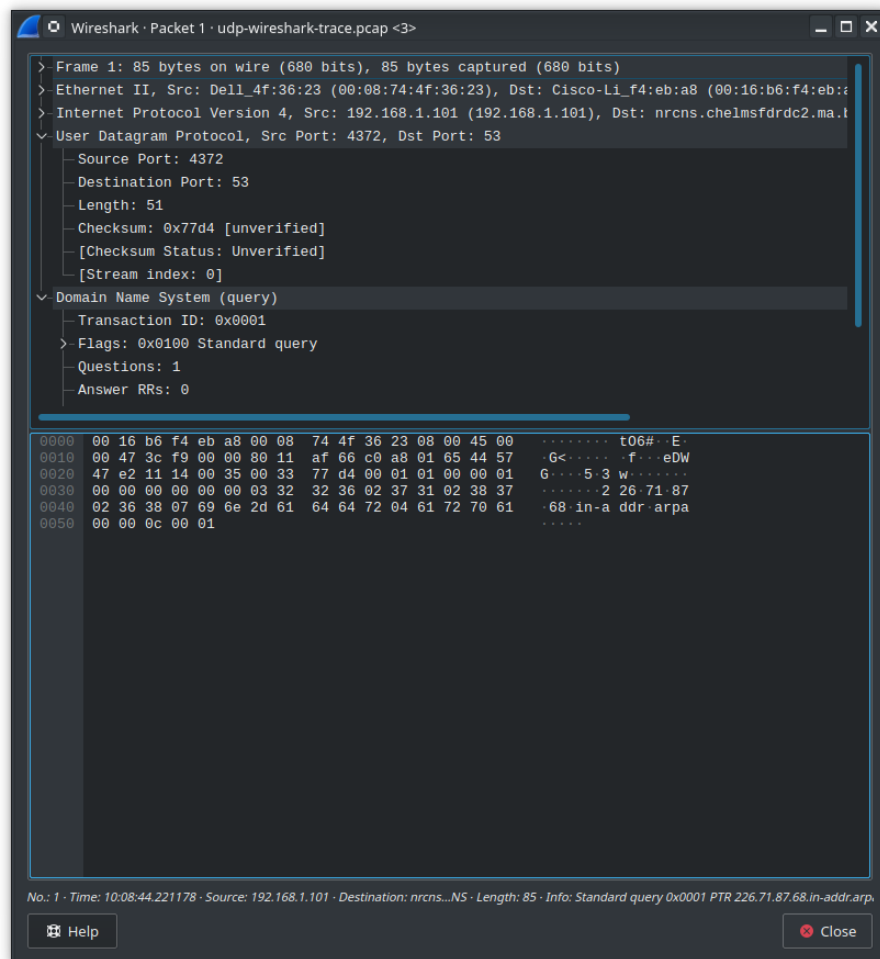 Wireshark · Packet 1 · udp-wireshark-trace.pcap <3>
Frame 1: 85 bytes on wire (680 bits), 85 bytes captured (680 bits)
Ethernet II, Src: Dell_4f:36:23 (00:08:74:4f:36:23), Dst: Cisco-Li_f4:eb:a8 (00:16:b6:f4:eb:a
Internet Protocol Version 4, Src: 192.168.1.101 (192.168.1.101), Dst: nrcns.chelmsfdrdc2.ma.b
User Datagram Protocol, Src Port: 4372, Dst Port: 53
Source Port: 4372
Destination Port: 53
Length: 51
Checksum: 0x77d4 [unverified]
[Checksum Status: Unverified]
[Stream index: 0]
Domain Name System (query)
Transaction ID: 0x0001
Flags: 0x0100 Standard query
Questions: 1
Answer RRs: 0
0000 00 16 b6 f4 eb a8 00 08 74 4f 36 23 08 00 45 00 ········ tO6#··E·
0010 00 47 3c f9 00 00 80 11 af 66 c0 a8 01 65 44 57 ·G<····· ·f···eDW
0020 47 e2 11 14 00 35 00 33 77 d4 00 01 01 00 00 01 G····5·3 w·······
0030 00 00 00 00 00 00 03 32 32 36 02 37 31 02 38 37 ·······2 26·71·87
0040 02 36 38 07 69 6e 2d 61 64 64 72 04 61 72 70 61 ·68·in-a ddr·arpa
0050 00 00 0c 00 01 ·····
No.: 1 · Time: 10:08:44.221178 · Source: 192.168.1.101 · Destination: nrcns...NS · Length: 85 · Info: Standard query 0x0001 PTR 226.71.87.68.in-addr.arpa
Help
Close